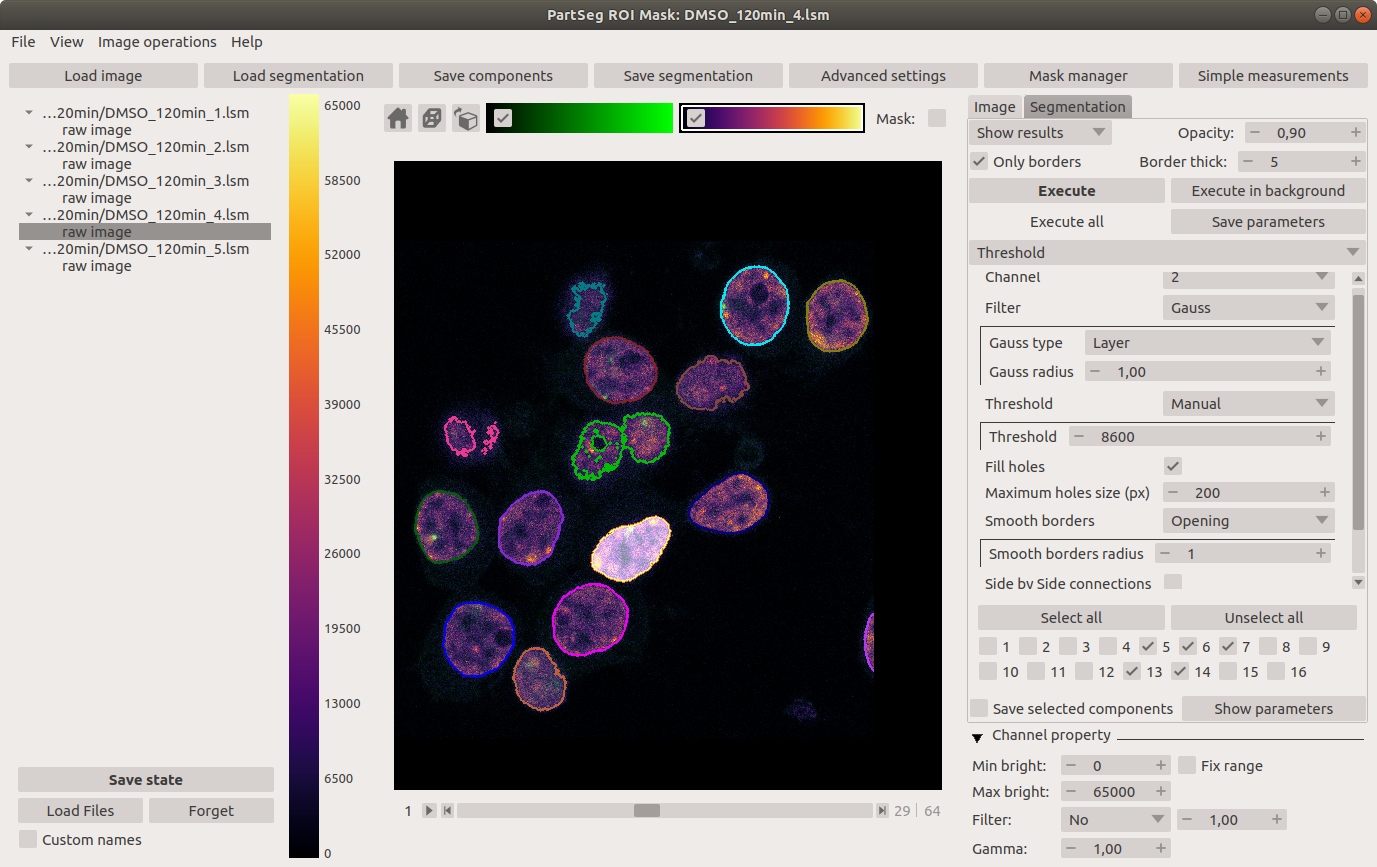 PartSeg ROI Mask: DMSO_120min_4.lsm
File View Image operations Help
Load image Load segmentation Save components Save segmentation Advanced settings Mask manager Simple measurements
...20min/DMSO_120min_1.lsm
raw image
...20min/DMSO_120min_2.lsm
raw image
...20min/DMSO_120min_3.lsm
raw image
...20min/DMSO_120min_4.lsm
raw image
...20min/DMSO_120min_5.lsm
raw image
Save state
Load Files Forget
Custom names
65000
58500
52000
45500
39000
32500
26000
19500
13000
6500
0
Mask:
1 29 64
Image Segmentation
Show results Opacity: 0,90
Only borders Border thick: 5
Execute Execute in background
Execute all Save parameters
Threshold
Channel 2
Filter Gauss
Gauss type Layer
Gauss radius 1,00
Threshold Manual
Threshold 8600
Fill holes
Maximum holes size (px) 200
Smooth borders Opening
Smooth borders radius 1
Side by Side connections
Select all Unselect all
1 2 3 4 5 6 7 8 9
10 11 12 13 14 15 16
Save selected components Show parameters
Channel property
Min bright: 0 Fix range
Max bright: 65000
Filter: No 1,00
Gamma: 1,00